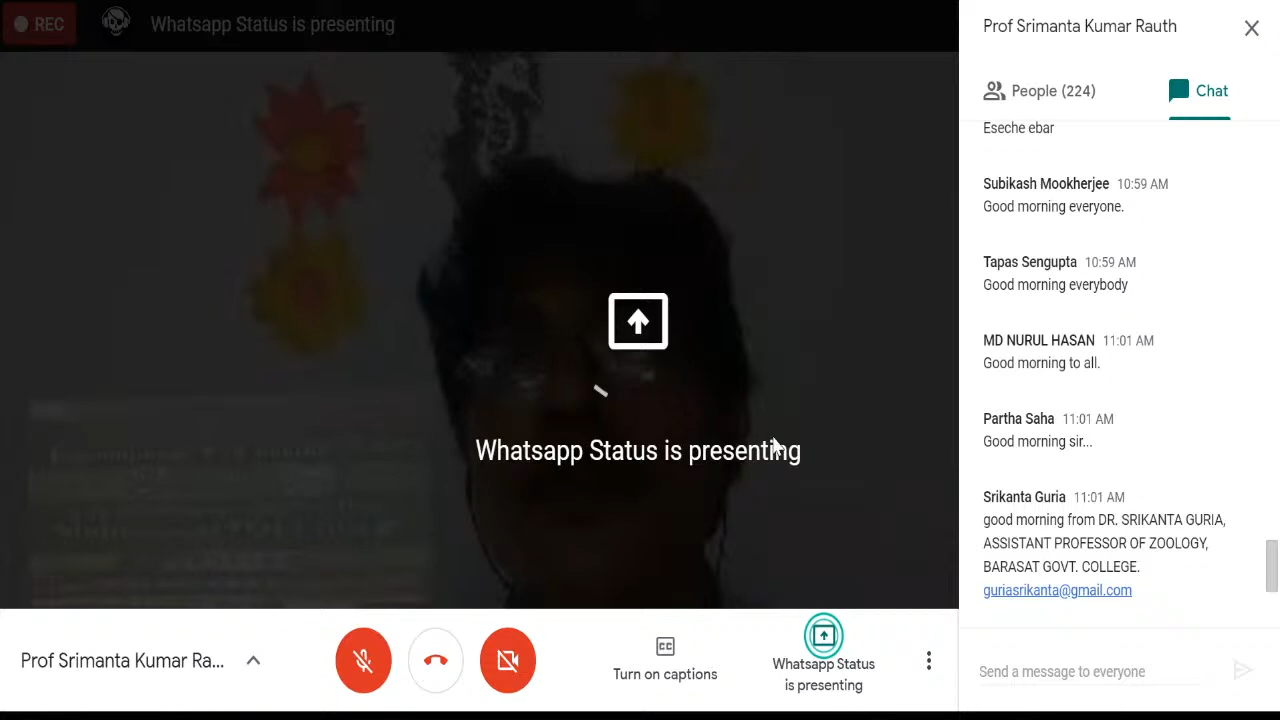 REC
Whatsapp Status is presenting
Whatsapp Status is presenting
Prof Srimanta Kumar Ra...
Turn on captions
Whatsapp Status
is presenting
Prof Srimanta Kumar Rauth
People (224)
Chat
Eseche ebar
Subikash Mookherjee 10:59 AM
Good morning everyone.
Tapas Sengupta 10:59 AM
Good morning everybody
MD NURUL HASAN 11:01 AM
Good morning to all.
Partha Saha 11:01 AM
Good morning sir...
Srikanta Guria 11:01 AM
good morning from DR. SRIKANTA GURIA,
ASSISTANT PROFESSOR OF ZOOLOGY,
BARASAT GOVT. COLLEGE.
guriasrikanta@gmail.com
Send a message to everyone